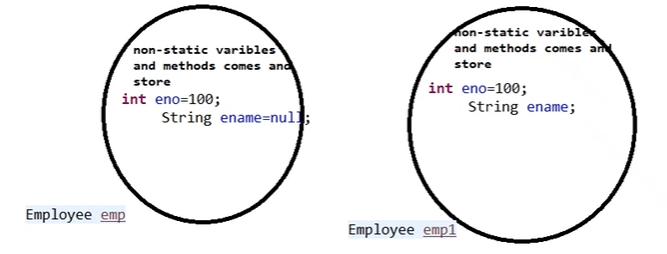 non-static varibles
and methods comes and
store
int eno=100;
String ename=null;
Employee emp
non-static varibles
and methods comes and
store
int eno=100;
String ename;
Employee emp1